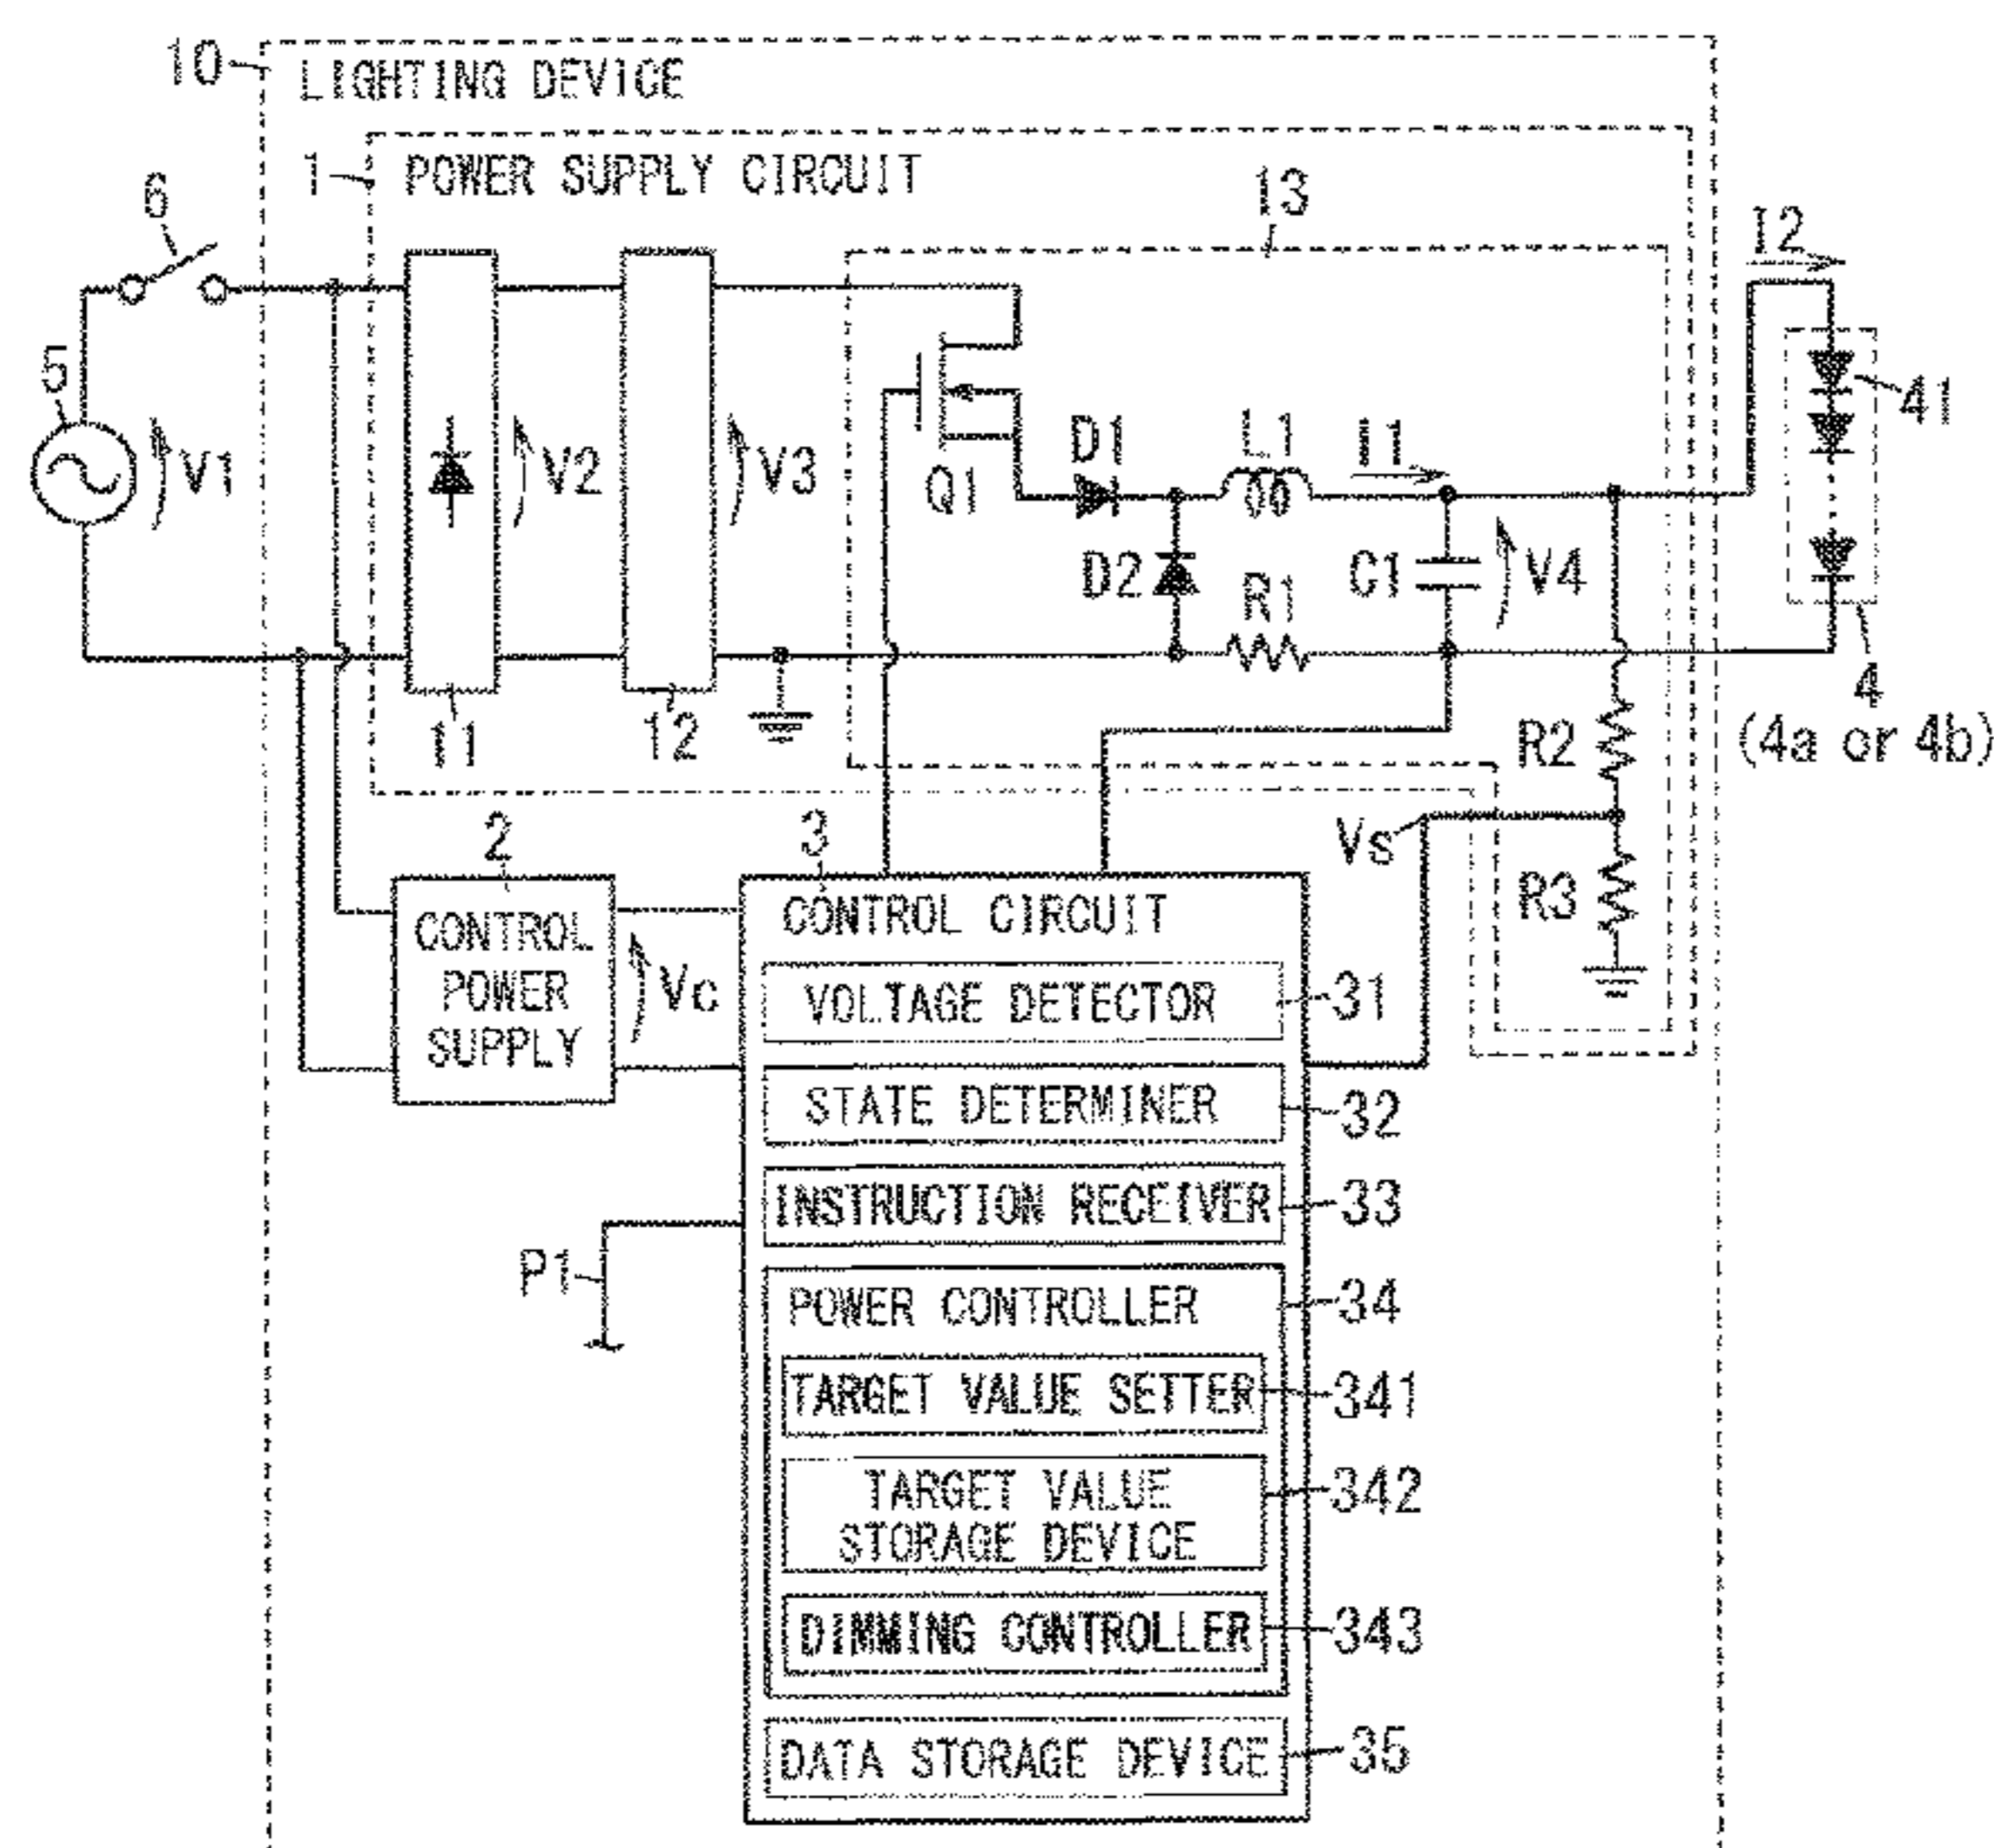 10
LIGHTING DEVICE
1
POWER SUPPLY CIRCUIT
13
6
I2
5
V1
V2
V3
Q1
D1
L1
I1
41
D2
R1
C1
V4
11
12
4
(4a or 4b)
R2
Vs
R3
2
CONTROL
POWER
SUPPLY
Vc
3
CONTROL CIRCUIT
VOLTAGE DETECTOR
31
STATE DETERMINER
32
INSTRUCTION RECEIVER
33
P1
POWER CONTROLLER
34
TARGET VALUE SETTER
341
TARGET VALUE
STORAGE DEVICE
342
DIMMING CONTROLLER
343
DATA STORAGE DEVICE
35